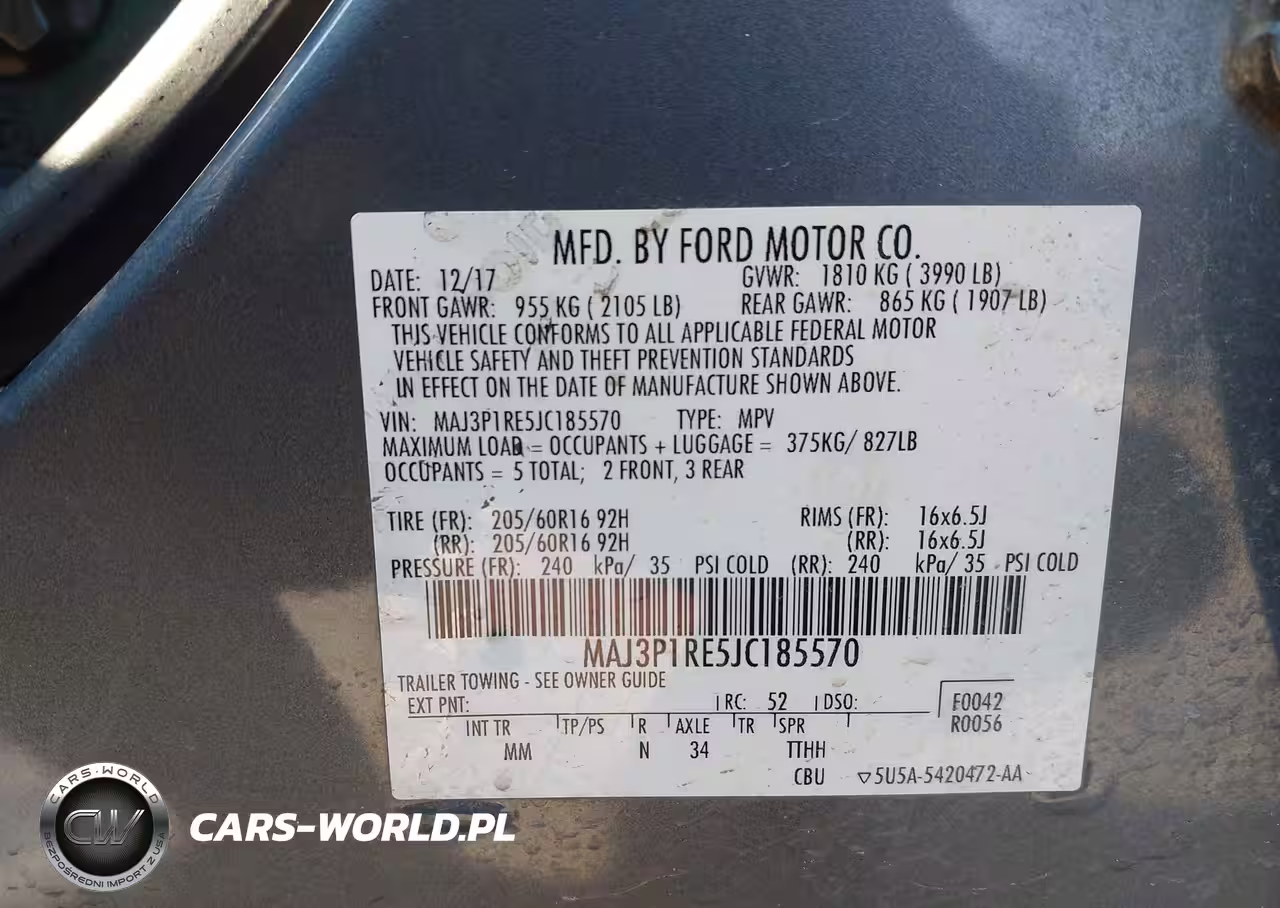 MFD. BY FORD MOTOR CO.
DATE: 12/17 GVWR: 1810 KG ( 3990 LB)
FRONT GAWR: 955 KG ( 2105 LB) REAR GAWR: 865 KG ( 1907 LB)
THIS VEHICLE CONFORMS TO ALL APPLICABLE FEDERAL MOTOR
VEHICLE SAFETY AND THEFT PREVENTION STANDARDS
IN EFFECT ON THE DATE OF MANUFACTURE SHOWN ABOVE.
VIN: MAJ3P1RE5JC185570 TYPE: MPV
MAXIMUM LOAD = OCCUPANTS + LUGGAGE = 375KG/ 827LB
OCCUPANTS = 5 TOTAL; 2 FRONT, 3 REAR
TIRE (FR): 205/60R16 92H RIMS (FR): 16x6.5J
(RR): 205/60R16 92H (RR): 16x6.5J
PRESSURE (FR): 240 kPa/ 35 PSI COLD (RR): 240 kPa/ 35 PSI COLD
MAJ3P1RE5JC185570
TRAILER TOWING - SEE OWNER GUIDE
EXT PNT: RC: 52 DSO: F0042
INT TR TP/PS R AXLE TR SPR R0056
MM N 34 TTHH
CBU ▽5U5A-5420472-AA
CARS-WORLD
CW
BEZPOŚREDNI IMPORT Z USA
CARS-WORLD.PL